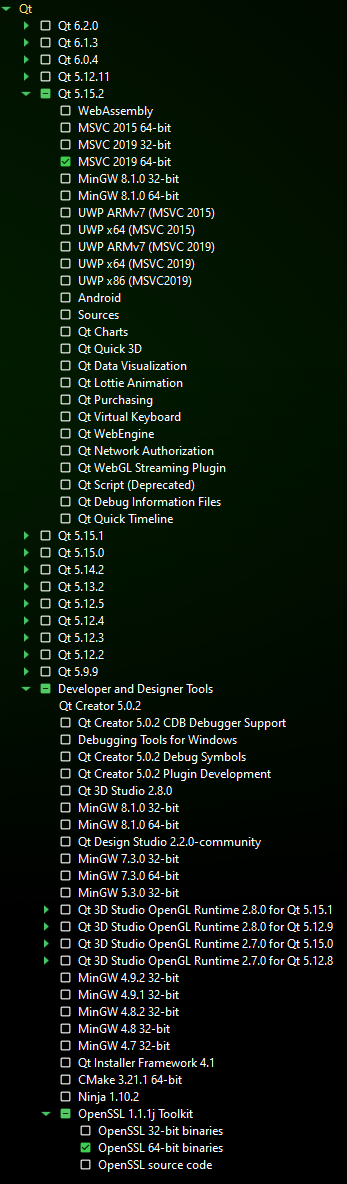 Qt
Qt 6.2.0
Qt 6.1.3
Qt 6.0.4
Qt 5.12.11
Qt 5.15.2
WebAssembly
MSVC 2015 64-bit
MSVC 2019 32-bit
MSVC 2019 64-bit
MinGW 8.1.0 32-bit
MinGW 8.1.0 64-bit
UWP ARMv7 (MSVC 2015)
UWP x64 (MSVC 2015)
UWP ARMv7 (MSVC 2019)
UWP x64 (MSVC 2019)
UWP x86 (MSVC2019)
Android
Sources
Qt Charts
Qt Quick 3D
Qt Data Visualization
Qt Lottie Animation
Qt Purchasing
Qt Virtual Keyboard
Qt WebEngine
Qt Network Authorization
Qt WebGL Streaming Plugin
Qt Script (Deprecated)
Qt Debug Information Files
Qt Quick Timeline
Qt 5.15.1
Qt 5.15.0
Qt 5.14.2
Qt 5.13.2
Qt 5.12.5
Qt 5.12.4
Qt 5.12.3
Qt 5.12.2
Qt 5.9.9
Developer and Designer Tools
Qt Creator 5.0.2
Qt Creator 5.0.2 CDB Debugger Support
Debugging Tools for Windows
Qt Creator 5.0.2 Debug Symbols
Qt Creator 5.0.2 Plugin Development
Qt 3D Studio 2.8.0
MinGW 8.1.0 32-bit
MinGW 8.1.0 64-bit
Qt Design Studio 2.2.0-community
MinGW 7.3.0 32-bit
MinGW 7.3.0 64-bit
MinGW 5.3.0 32-bit
Qt 3D Studio OpenGL Runtime 2.8.0 for Qt 5.15.1
Qt 3D Studio OpenGL Runtime 2.8.0 for Qt 5.12.9
Qt 3D Studio OpenGL Runtime 2.7.0 for Qt 5.15.0
Qt 3D Studio OpenGL Runtime 2.7.0 for Qt 5.12.8
MinGW 4.9.2 32-bit
MinGW 4.9.1 32-bit
MinGW 4.8.2 32-bit
MinGW 4.8 32-bit
MinGW 4.7 32-bit
Qt Installer Framework 4.1
CMake 3.21.1 64-bit
Ninja 1.10.2
OpenSSL 1.1.1j Toolkit
OpenSSL 32-bit binaries
OpenSSL 64-bit binaries
OpenSSL source code